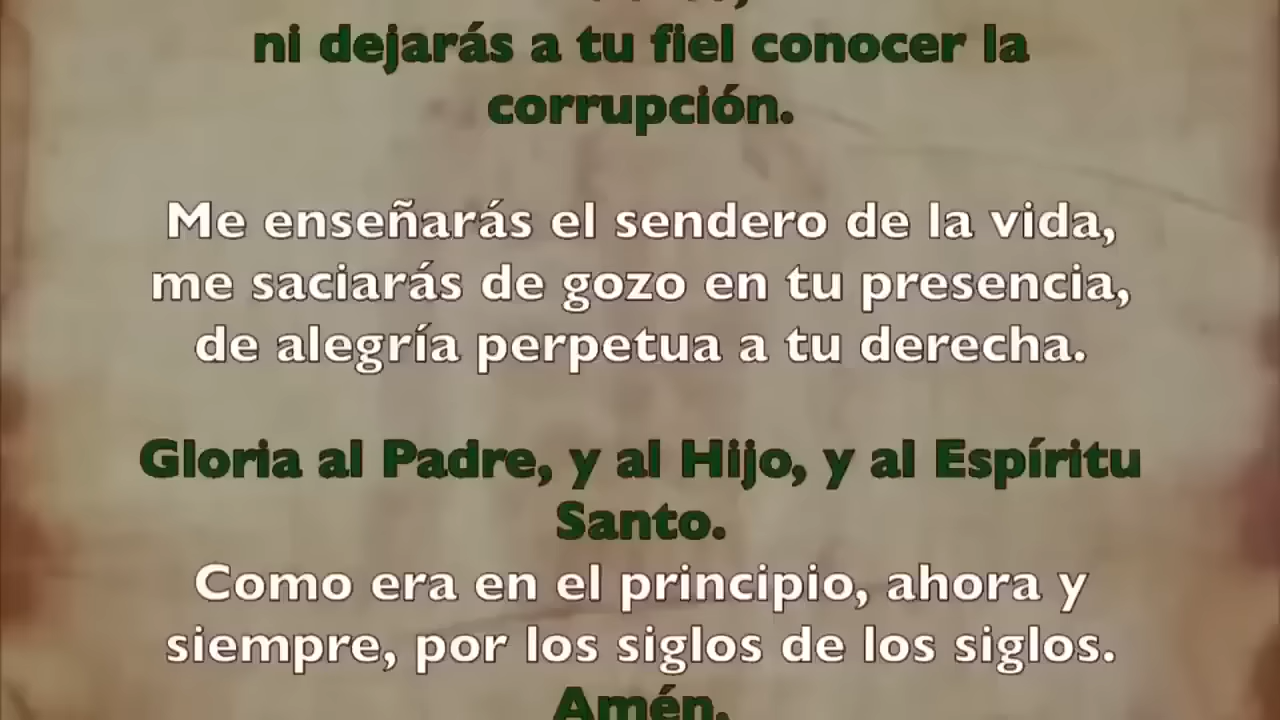 ni dejarás a tu fiel conocer la
corrupción.
Me enseñarás el sendero de la vida,
me saciarás de gozo en tu presencia,
de alegría perpetua a tu derecha.
Gloria al Padre, y al Hijo, y al Espíritu
Santo.
Como era en el principio, ahora y
siempre, por los siglos de los siglos.
Amén.